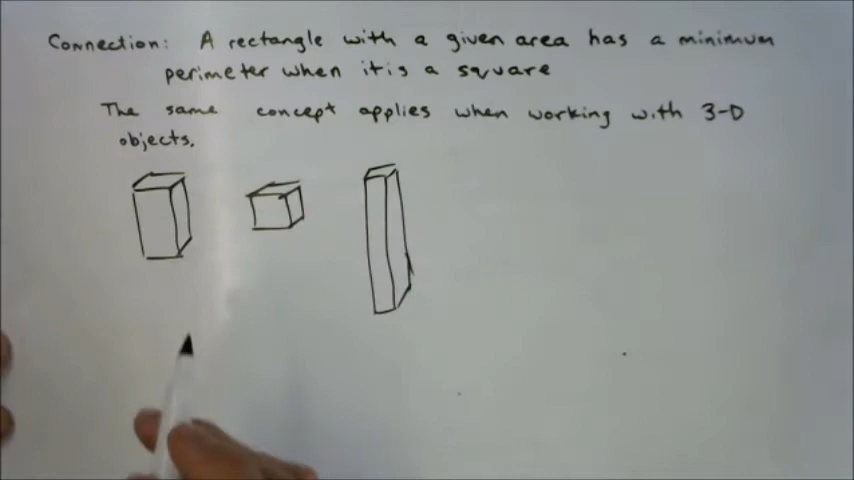 Connection: A rectangle with a given area has a minimum
perimeter when it is a square
The same concept applies when working with 3-D
objects.